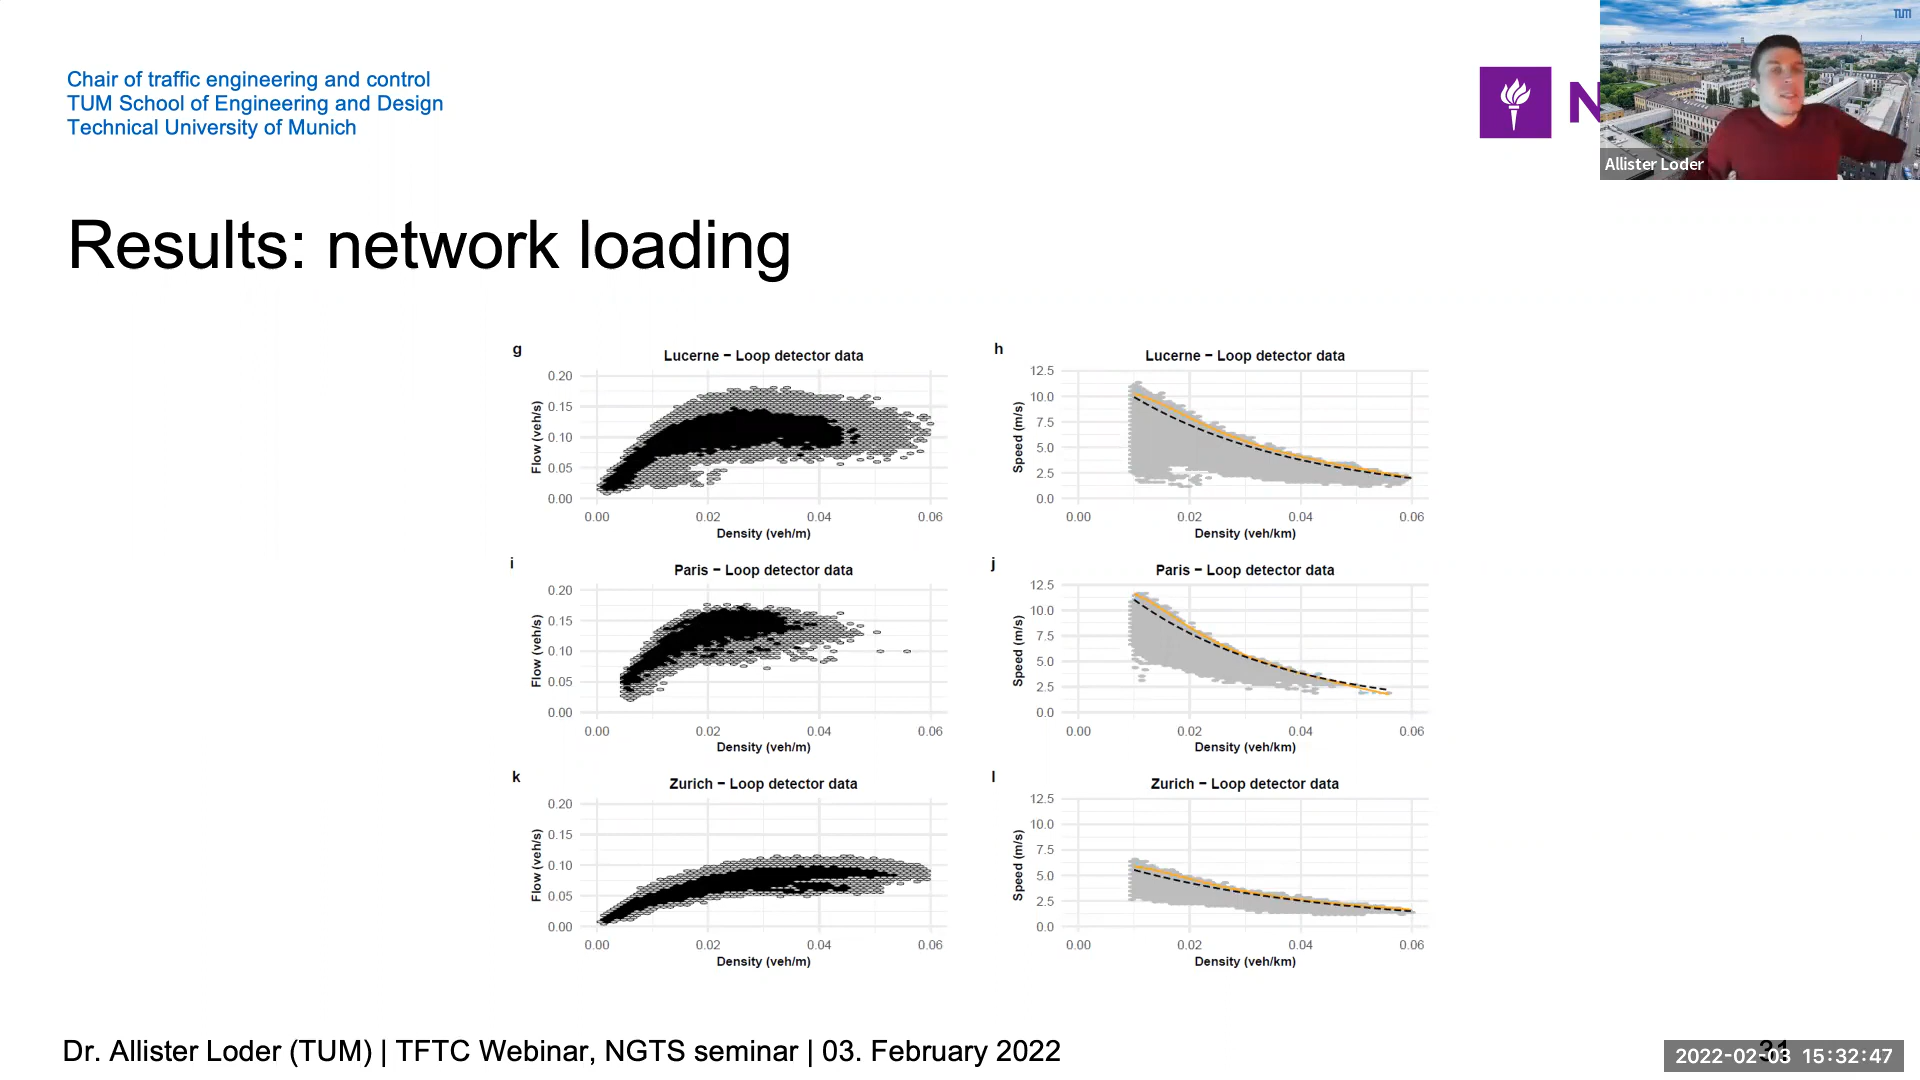 Chair of traffic engineering and control
TUM School of Engineering and Design
Technical University of Munich
N
TUM
Allister Loder
Results: network loading
g
Lucerne − Loop detector data
Flow (veh/s)
0.20
0.15
0.10
0.05
0.00
0.00 0.02 0.04 0.06
Density (veh/m)
h
Lucerne − Loop detector data
Speed (m/s)
12.5
10.0
7.5
5.0
2.5
0.0
0.00 0.02 0.04 0.06
Density (veh/km)
i
Paris − Loop detector data
Flow (veh/s)
0.20
0.15
0.10
0.05
0.00
0.00 0.02 0.04 0.06
Density (veh/m)
j
Paris − Loop detector data
Speed (m/s)
12.5
10.0
7.5
5.0
2.5
0.0
0.00 0.02 0.04 0.06
Density (veh/km)
k
Zurich − Loop detector data
Flow (veh/s)
0.20
0.15
0.10
0.05
0.00
0.00 0.02 0.04 0.06
Density (veh/m)
l
Zurich − Loop detector data
Speed (m/s)
12.5
10.0
7.5
5.0
2.5
0.0
0.00 0.02 0.04 0.06
Density (veh/km)
Dr. Allister Loder (TUM) | TFTC Webinar, NGTS seminar | 03. February 2022
31
2022-02-03 15:32:47